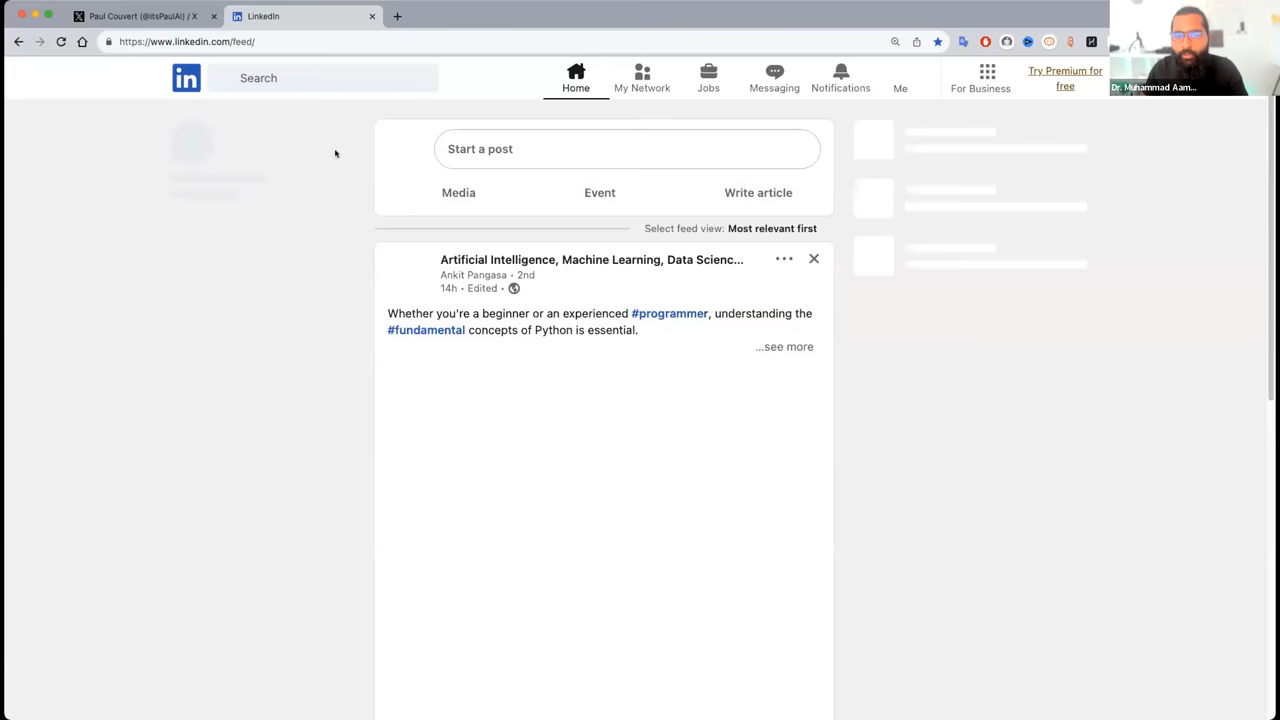 Paul Couvert (@itsPaulAi) / X
LinkedIn
https://www.linkedin.com/feed/
in
Search
Home
My Network
Jobs
Messaging
Notifications
Me
For Business
Try Premium for
free
Dr. Muhammad Aam...
Start a post
Media
Event
Write article
Select feed view: Most relevant first
Artificial Intelligence, Machine Learning, Data Scienc...
Ankit Pangasa • 2nd
14h • Edited •
Whether you're a beginner or an experienced #programmer, understanding the
#fundamental concepts of Python is essential.
...see more